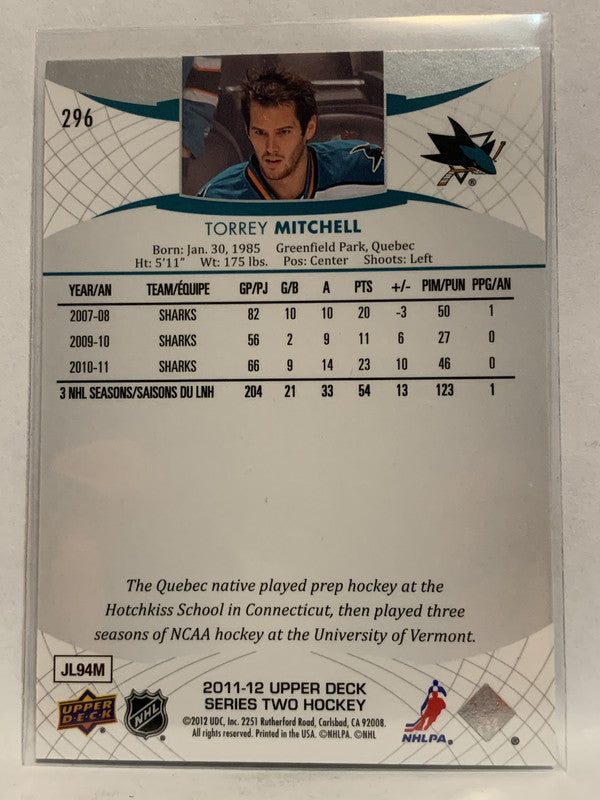 296
TORREY MITCHELL
Born: Jan. 30, 1985 Greenfield Park, Quebec
Ht: 5'11" Wt: 175 lbs. Pos: Center Shoots: Left
YEAR/AN TEAM/ÉQUIPE GP/PJ G/B A PTS +/- PIM/PUN PPG/AN
2007-08 SHARKS 82 10 10 20 -3 50 1
2009-10 SHARKS 56 2 9 11 6 27 0
2010-11 SHARKS 66 9 14 23 10 46 0
3 NHL SEASONS/SAISONS DU LNH 204 21 33 54 13 123 1
The Quebec native played prep hockey at the
Hotchkiss School in Connecticut, then played three
seasons of NCAA hockey at the University of Vermont.
JL94M
UPPER DECK
NHL
2011-12 UPPER DECK
SERIES TWO HOCKEY
©2012 UDC, Inc. 2251 Rutherford Road, Carlsbad, CA 92008.
All rights reserved. Printed in the USA. ©NHLPA. ©NHL
NHLPA.